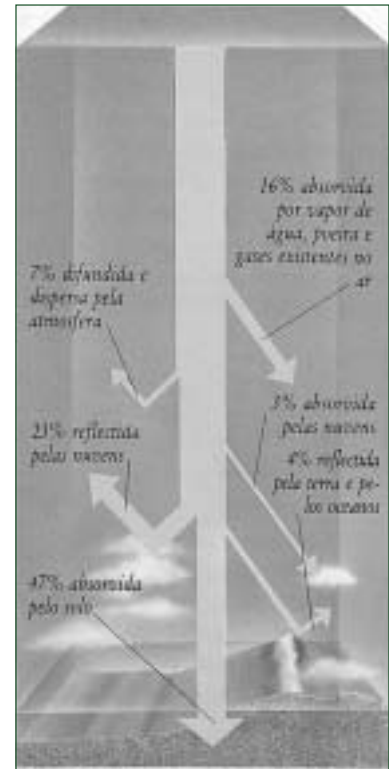 16% absorvida
por vapor de
água, poeira e
gases existentes no
ar
7% difundida e
dispersa pela
atmosfera
3% absorvida
pelas nuvens
23% reflectida
pelas nuvens
4% reflectida
pela terra e pe-
los oceanos
47% absorvida
pelo solo